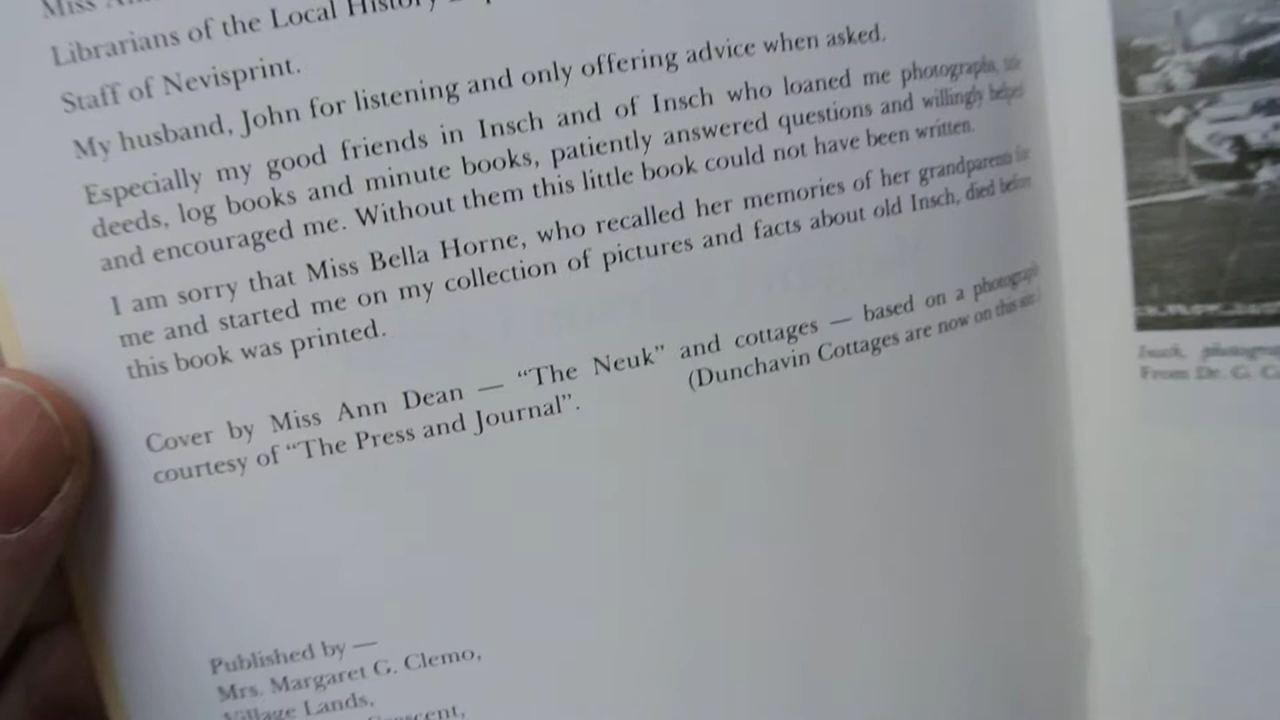 Miss
Librarians of the Local History
Staff of Nevisprint.
My husband, John for listening and only offering advice when asked.
Especially my good friends in Insch and of Insch who loaned me photographs,
deeds, log books and minute books, patiently answered questions and willingly helped
and encouraged me. Without them this little book could not have been written.
I am sorry that Miss Bella Horne, who recalled her memories of her grandparents
me and started me on my collection of pictures and facts about old Insch, died before
this book was printed.
Cover by Miss Ann Dean — “The Neuk” and cottages — based on a photograph
courtesy of “The Press and Journal”. (Dunchavin Cottages are now on this site.)
Published by —
Mrs. Margaret G. Clemo,
Village Lands,
Crescent,
Insch,
From Dr. G. C.